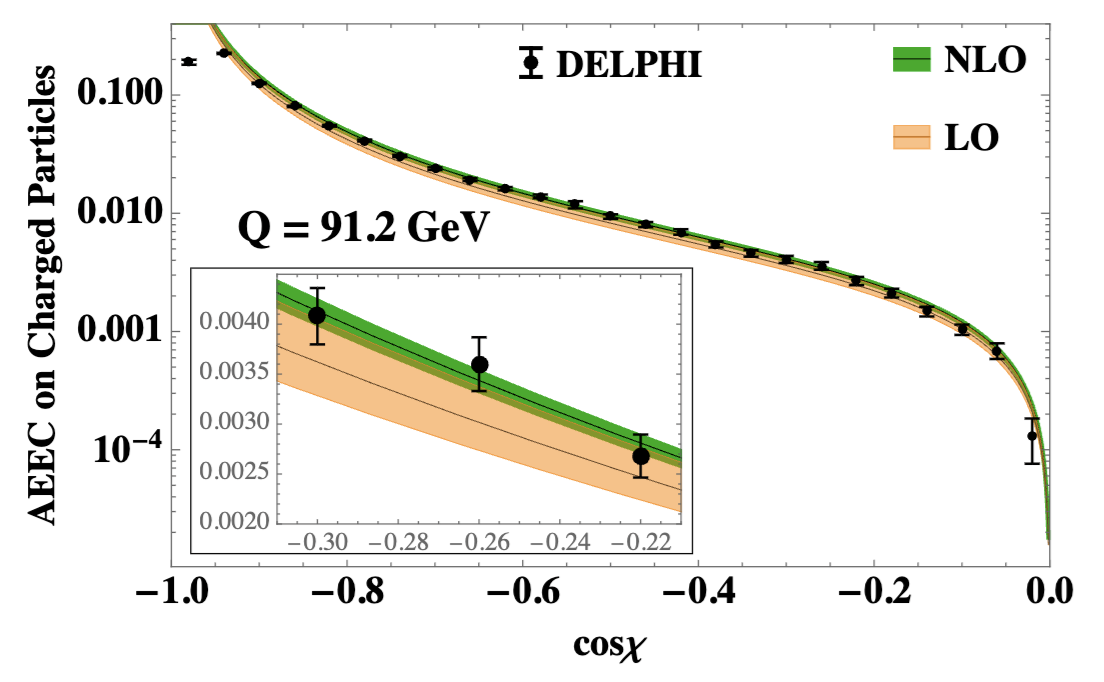 DELPHI
NLO
LO
AEEC on Charged Particles
0.100
0.010
0.001
10⁻⁴
Q = 91.2 GeV
0.0040
0.0035
0.0030
0.0025
0.0020
−0.30 −0.28 −0.26 −0.24 −0.22
−1.0 −0.8 −0.6 −0.4 −0.2 0.0
cosχ